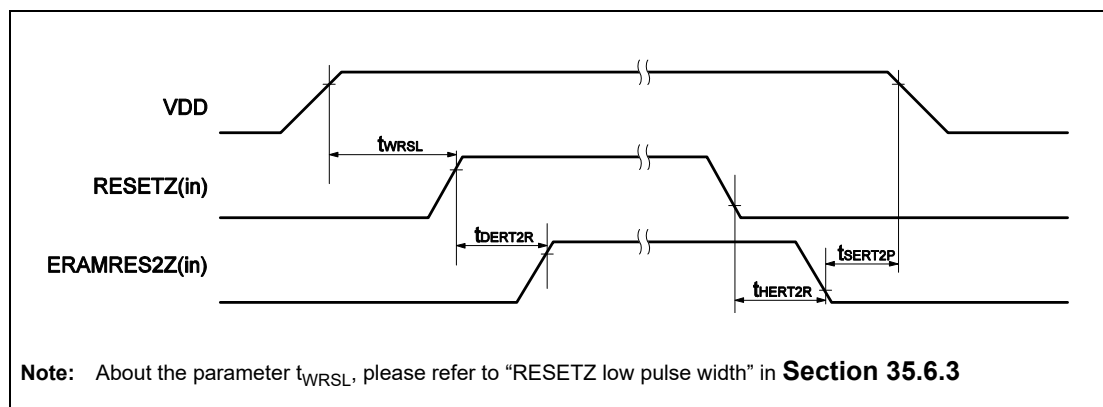 VDD
tWRSL
RESETZ(in)
tDERT2R
ERAMRES2Z(in)
tSERT2P
tHERT2R
Note: About the parameter tWRSL, please refer to “RESETZ low pulse width” in Section 35.6.3